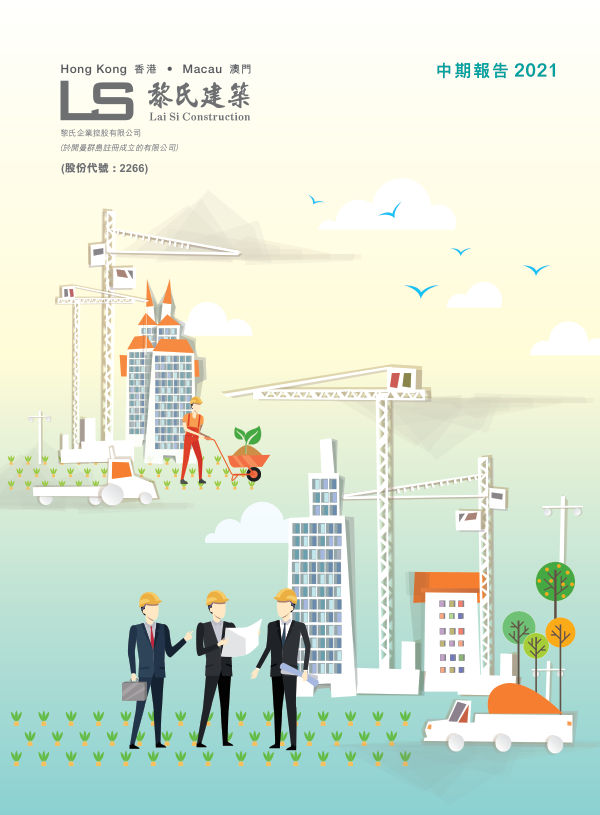 Hong Kong 香港 • Macau 澳門
中期報告 2021
LS 黎氏建築
Lai Si Construction
黎氏企業控股有限公司
(於開曼群島註冊成立的有限公司)
(股份代號：2266)